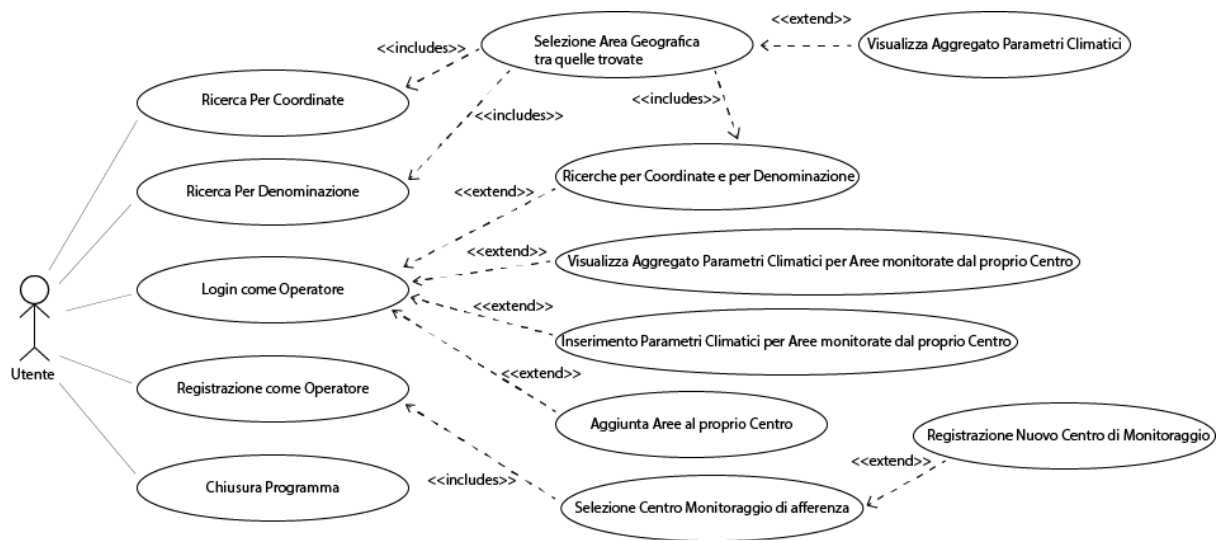 <<extend>>
<<includes>>
Selezione Area Geografica
tra quelle trovate
Visualizza Aggregato Parametri Climatici
Ricerca Per Coordinate
<<includes>>
<<includes>>
Ricerca Per Denominazione
Ricerche per Coordinate e per Denominazione
<<extend>>
<<extend>>
Visualizza Aggregato Parametri Climatici per Aree monitorate dal proprio Centro
Login come Operatore
<<extend>>
Inserimento Parametri Climatici per Aree monitorate dal proprio Centro
Utente
<<extend>>
Registrazione come Operatore
Aggiunta Aree al proprio Centro
Registrazione Nuovo Centro di Monitoraggio
<<extend>>
Chiusura Programma
<<includes>>
Selezione Centro Monitoraggio di afferenza